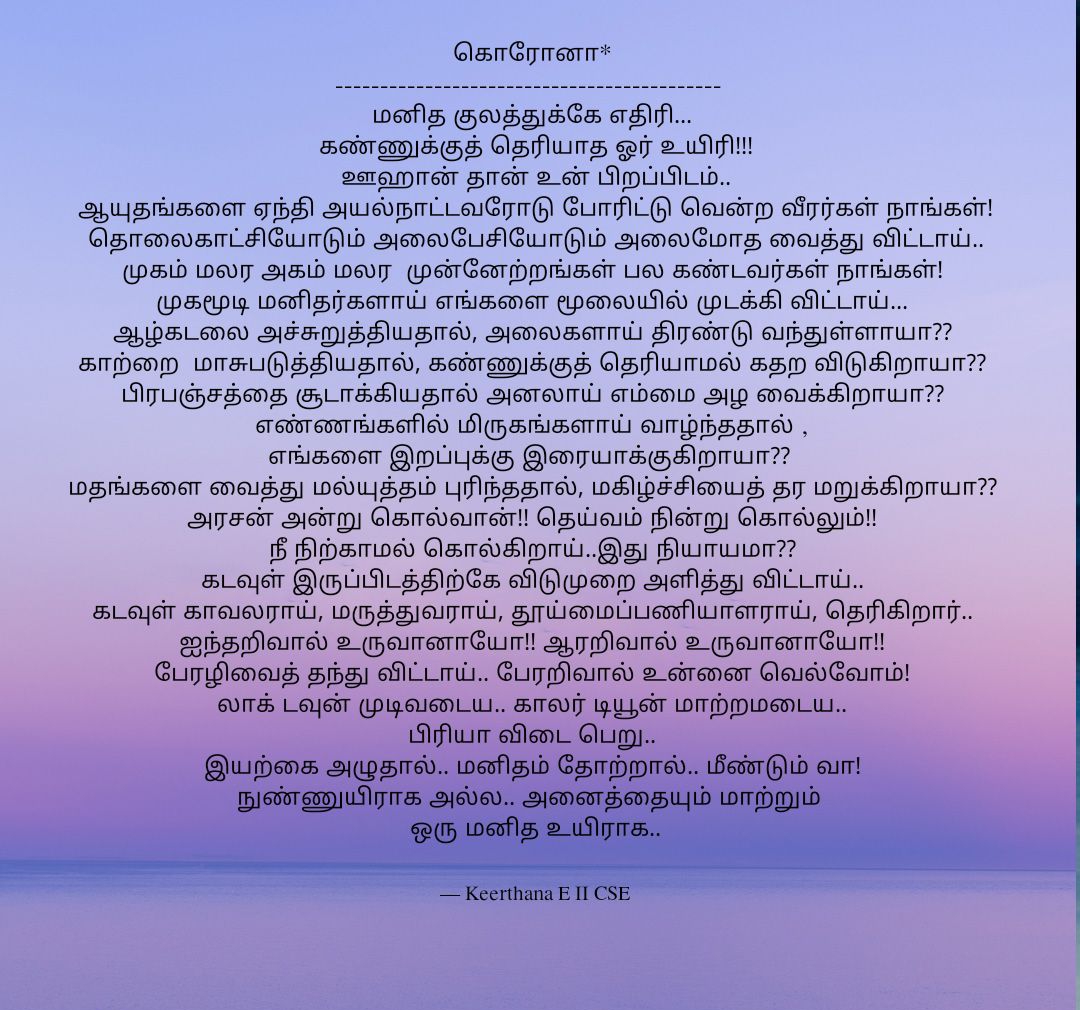 கொரோனா*
-------------------------------------------
மனித குலத்துக்கே எதிரி...
கண்ணுக்குத் தெரியாத ஓர் உயிரி!!!
ஊஹான் தான் உன் பிறப்பிடம்..
ஆயுதங்களை ஏந்தி அயல்நாட்டவரோடு போரிட்டு வென்ற வீரர்கள் நாங்கள்!
தொலைகாட்சியோடும் அலைபேசியோடும் அலைமோத வைத்து விட்டாய்..
முகம் மலர அகம் மலர  முன்னேற்றங்கள் பல கண்டவர்கள் நாங்கள்!
முகமூடி மனிதர்களாய் எங்களை மூலையில் முடக்கி விட்டாய்...
ஆழ்கடலை அச்சுறுத்தியதால், அலைகளாய் திரண்டு வந்துள்ளாயா??
காற்றை  மாசுபடுத்தியதால், கண்ணுக்குத் தெரியாமல் கதற விடுகிறாயா??
பிரபஞ்சத்தை சூடாக்கியதால் அனலாய் எம்மை அழ வைக்கிறாயா??
எண்ணங்களில் மிருகங்களாய் வாழ்ந்ததால் ,
எங்களை இறப்புக்கு இரையாக்குகிறாயா??
மதங்களை வைத்து மல்யுத்தம் புரிந்ததால், மகிழ்ச்சியைத் தர மறுக்கிறாயா??
அரசன் அன்று கொல்வான்!! தெய்வம் நின்று கொல்லும்!!
நீ நிற்காமல் கொல்கிறாய்..இது நியாயமா??
கடவுள் இருப்பிடத்திற்கே விடுமுறை அளித்து விட்டாய்..
கடவுள் காவலராய், மருத்துவராய், தூய்மைப்பணியாளராய், தெரிகிறார்..
ஐந்தறிவால் உருவானாயோ!! ஆரறிவால் உருவானாயோ!!
பேரழிவைத் தந்து விட்டாய்.. பேரறிவால் உன்னை வெல்வோம்!
லாக் டவுன் முடிவடைய.. காலர் டியூன் மாற்றமடைய..
பிரியா விடை பெறு..
இயற்கை அழுதால்.. மனிதம் தோற்றால்.. மீண்டும் வா!
நுண்ணுயிராக அல்ல.. அனைத்தையும் மாற்றும்
ஒரு மனித உயிராக..
— Keerthana E II CSE